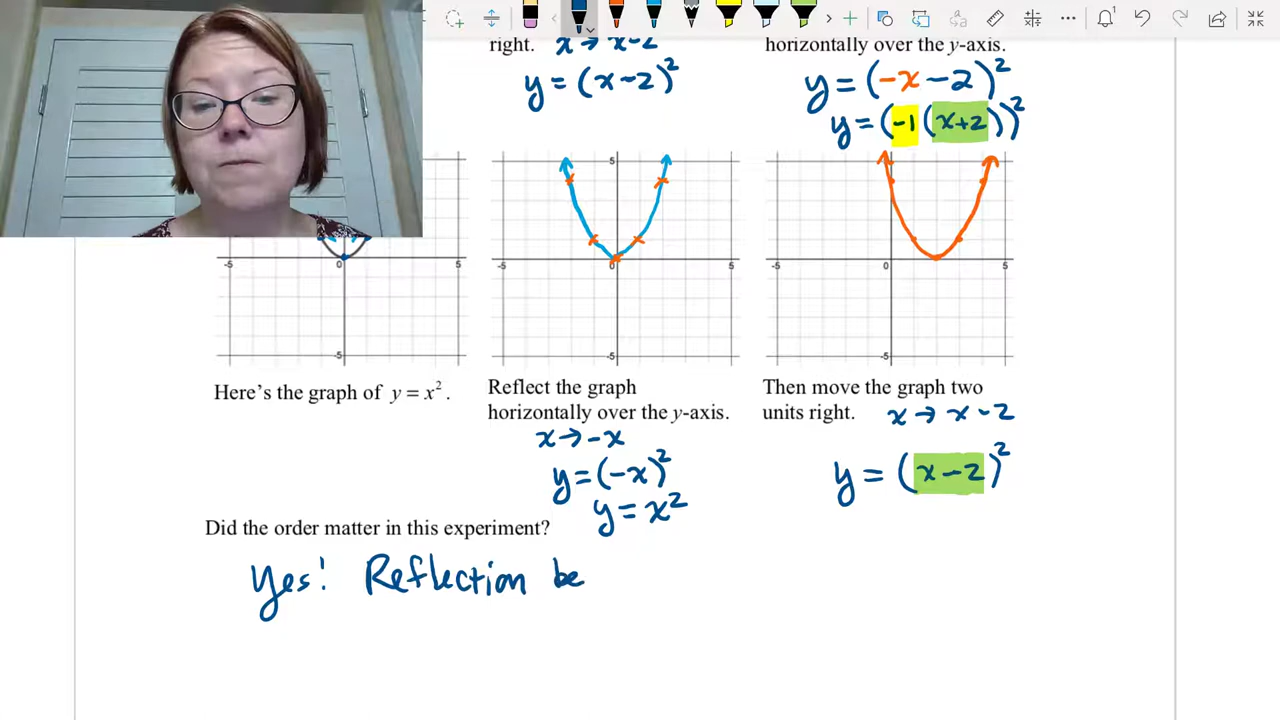 right. x → x-2
y = (x-2)²
horizontally over the y-axis.
y = (-x-2)²
y = (-1(x+2))²
5
-5 0 5
-5
5
-5 0 5
-5
5
-5 0 5
-5
Here's the graph of y = x².
Reflect the graph
horizontally over the y-axis.
x → -x
y = (-x)²
y = x²
Then move the graph two
units right. x → x-2
y = (x-2)²
Did the order matter in this experiment?
Yes! Reflection be